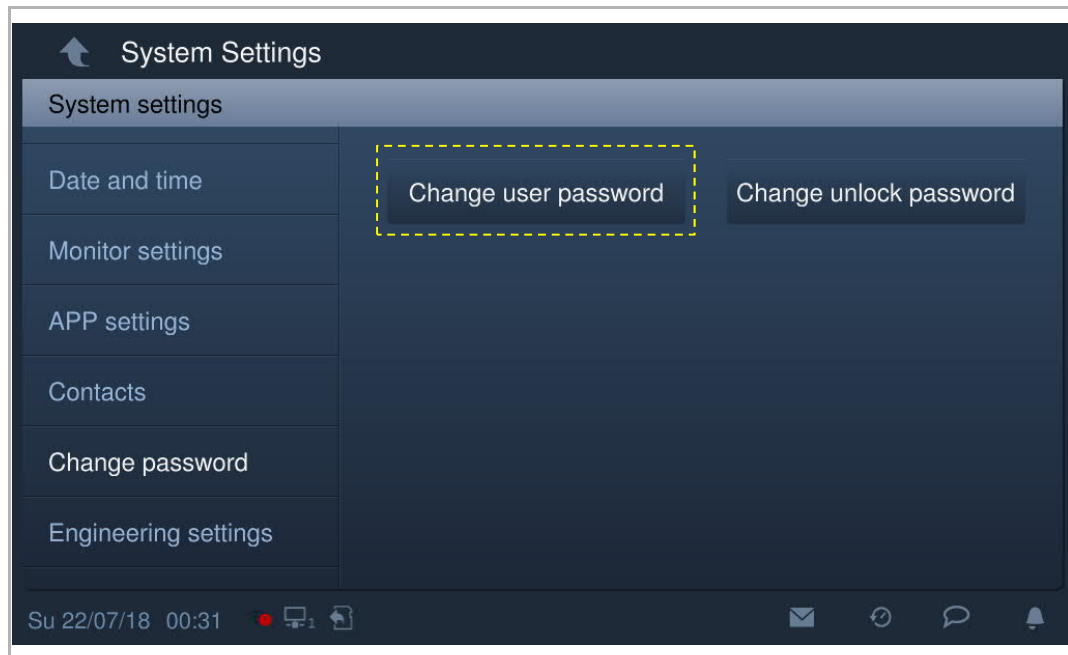 System Settings
System settings
Date and time
Monitor settings
APP settings
Contacts
Change password
Engineering settings
Change user password
Change unlock password
Su 22/07/18 00:31 1